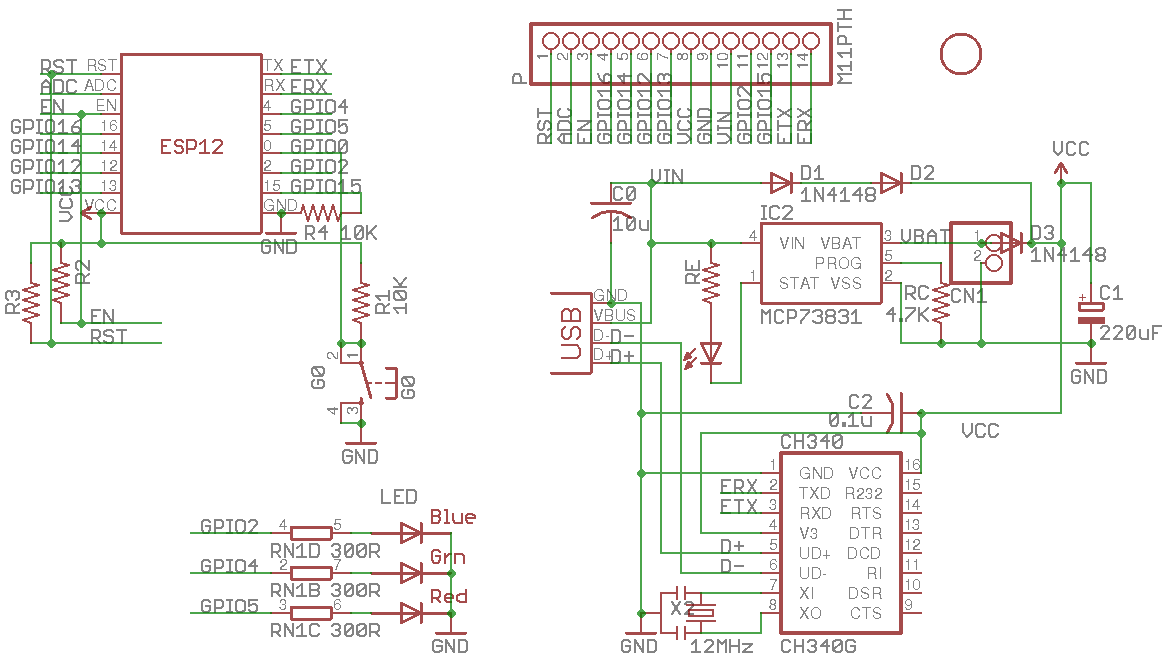 RST RST TX ETX
ADC ADC RX ERX
EN EN 4 GPIO4
GPIO16 16 5 GPIO5
ESP12
GPIO14 14 0 GPIO0
GPIO12 12 2 GPIO2
GPIO13 13 15 GPIO15
VCC VCC GND
GND R4 10K
R3 R2
EN
RST
R1 10K
2 1
G0 G0
4 3
GND
P M11PTH
1 2 3 4 5 6 7 8 9 10 11 12 13 14
RST ADC EN GPIO16 GPIO14 GPIO12 GPIO13 VCC GND VIN GPIO2 GPIO15 ETX ERX
VCC
VIN D1 D2
1N4148
C0
10u
IC2
4 VIN VBAT 3 VBAT
PROG 5
1 STAT VSS 2
MCP73831
RE
1
2
D3
1N4148
CN1
RC
4.7K
C1
+
220uF
GND
USB
GND
VBUS
D- D-
D+ D+
C2
0.1u
VCC
CH340
1 GND VCC 16
ERX 2 TXD R232 15
ETX 3 RXD RTS 14
4 V3 DTR 13
D+ 5 UD+ DCD 12
D- 6 UD- RI 11
7 XI DSR 10
8 XO CTS 9
X2
12MHz
GND
CH340G
LED
GPIO2 4 5 Blue
RN1D 300R
GPIO4 2 7 Grn
RN1B 300R
GPIO5 3 6 Red
RN1C 300R
GND